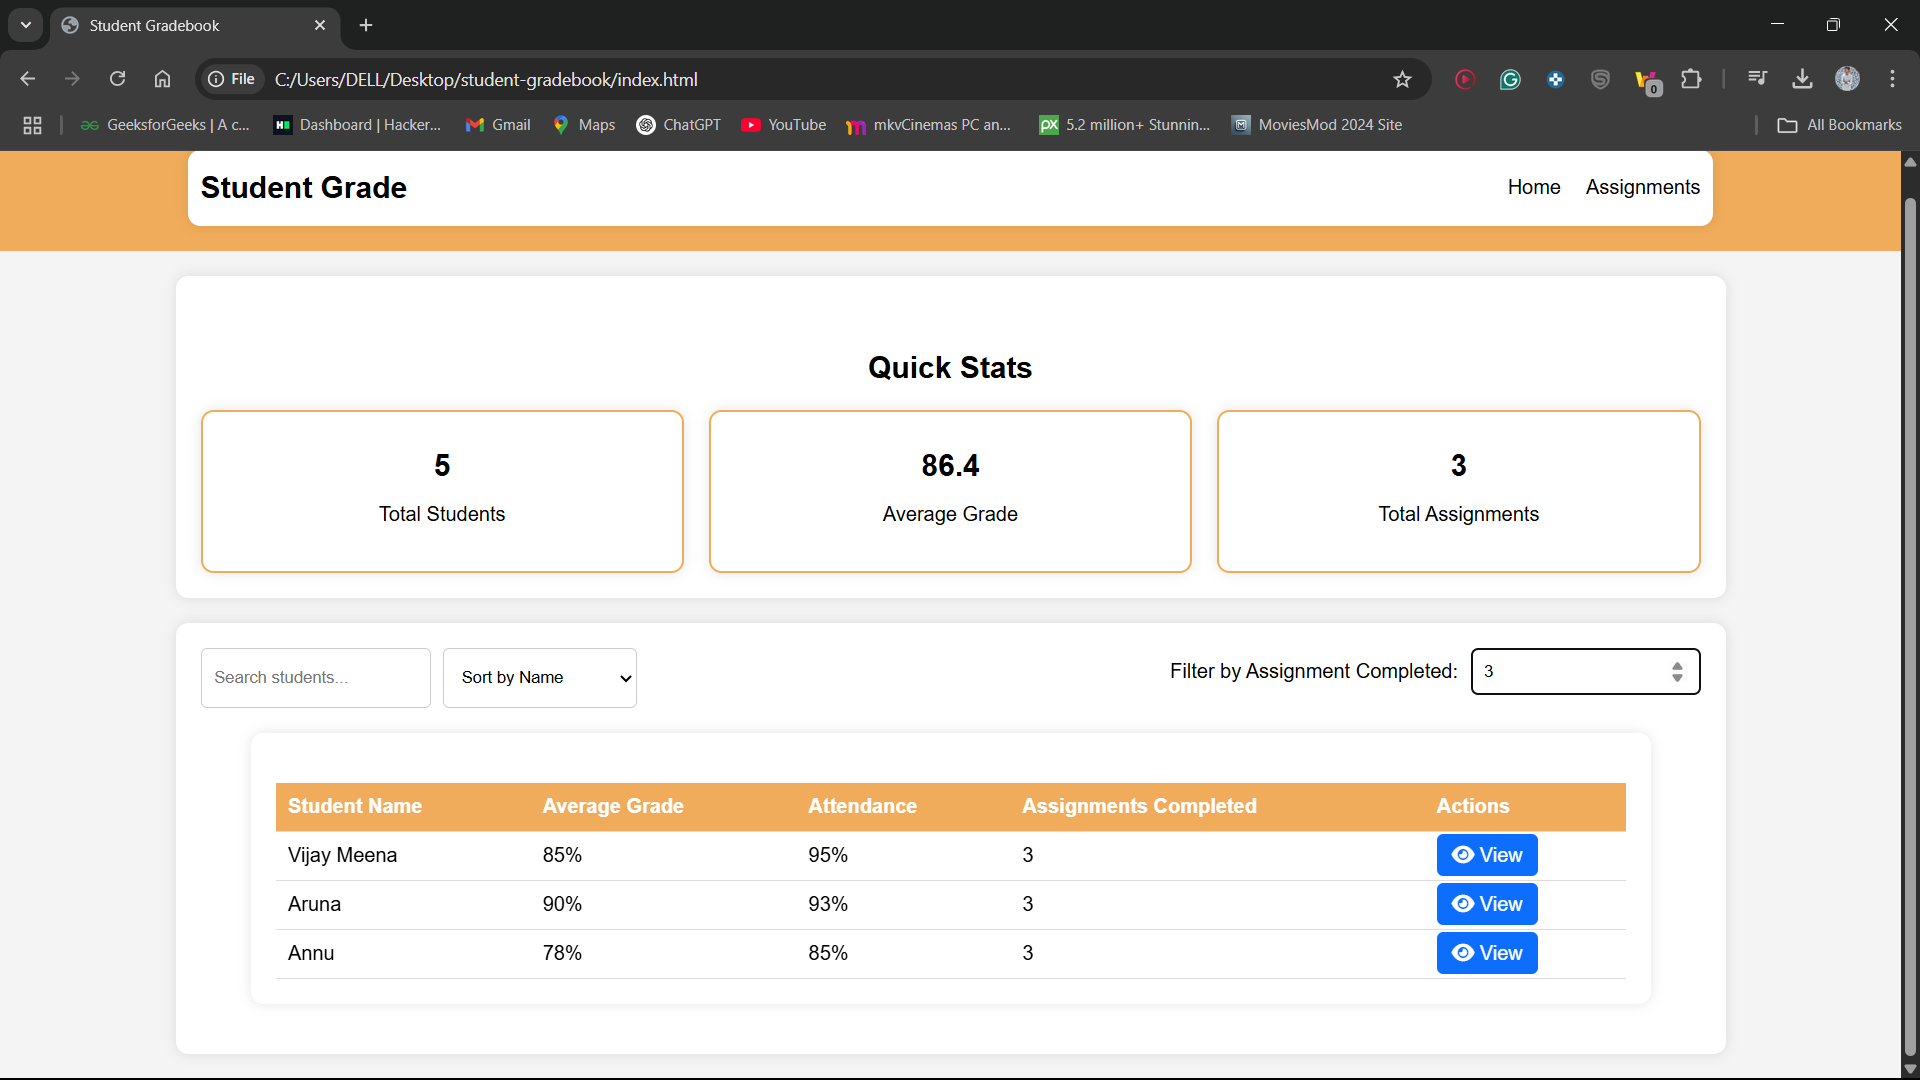 Student Gradebook
File C:/Users/DELL/Desktop/student-gradebook/index.html
0
GeeksforGeeks | A c... Dashboard | Hacker... Gmail Maps ChatGPT YouTube mkvCinemas PC an... 5.2 million+ Stunnin... MoviesMod 2024 Site All Bookmarks
Student Grade Home Assignments
Quick Stats
5 86.4 3
Total Students Average Grade Total Assignments
Search students... Sort by Name Filter by Assignment Completed: 3
Student Name Average Grade Attendance Assignments Completed Actions
Vijay Meena 85% 95% 3 View
Aruna 90% 93% 3 View
Annu 78% 85% 3 View